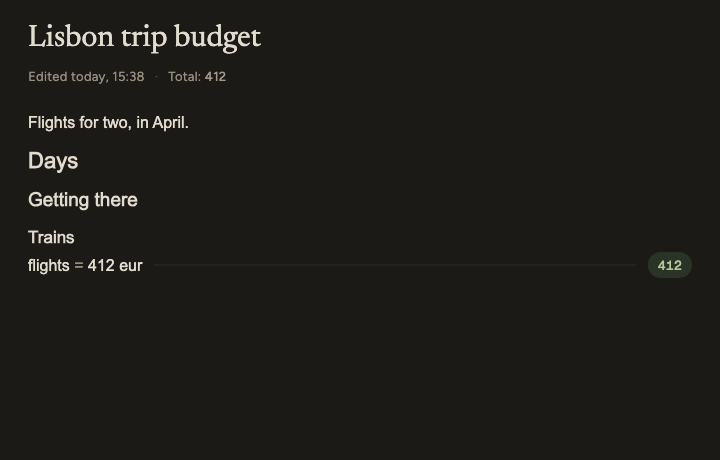 Lisbon trip budget
Edited today, 15:38 · Total: 412
Flights for two, in April.
Days
Getting there
Trains
flights = 412 eur 412